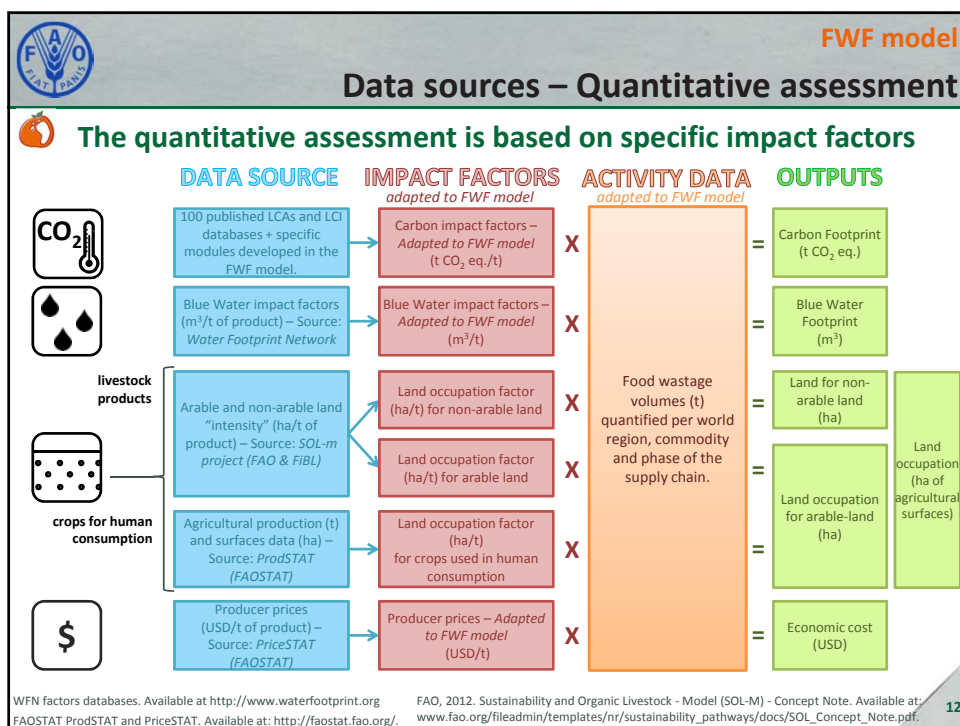 FAO
FIAT PANIS
FWF model
Data sources – Quantitative assessment
The quantitative assessment is based on specific impact factors
DATA SOURCE
IMPACT FACTORS
adapted to FWF model
ACTIVITY DATA
adapted to FWF model
OUTPUTS
CO₂
100 published LCAs and LCI
databases + specific
modules developed in the
FWF model.
Carbon impact factors –
Adapted to FWF model
(t CO₂ eq./t)
X
=
Carbon Footprint
(t CO₂ eq.)
Blue Water impact factors
(m³/t of product) – Source:
Water Footprint Network
Blue Water impact factors –
Adapted to FWF model
(m³/t)
X
=
Blue Water
Footprint
(m³)
livestock
products
crops for human
consumption
Arable and non-arable land
“intensity” (ha/t of
product) – Source: SOL-m
project (FAO & FiBL)
Land occupation factor
(ha/t) for non-arable land
X
=
Land for non-
arable land
(ha)
Land occupation factor
(ha/t) for arable land
X
=
Land occupation
for arable-land
(ha)
Agricultural production (t)
and surfaces data (ha) –
Source: ProdSTAT
(FAOSTAT)
Land occupation factor
(ha/t)
for crops used in human
consumption
X
=
Land
occupation
(ha of
agricultural
surfaces)
Food wastage
volumes (t)
quantified per world
region, commodity
and phase of the
supply chain.
$
Producer prices
(USD/t of product) –
Source: PriceSTAT
(FAOSTAT)
Producer prices – Adapted
to FWF model
(USD/t)
X
=
Economic cost
(USD)
WFN factors databases. Available at http://www.waterfootprint.org
FAOSTAT ProdSTAT and PriceSTAT. Available at: http://faostat.fao.org/.
FAO, 2012. Sustainability and Organic Livestock - Model (SOL-M) - Concept Note. Available at:
www.fao.org/fileadmin/templates/nr/sustainability_pathways/docs/SOL_Concept_Note.pdf.
12